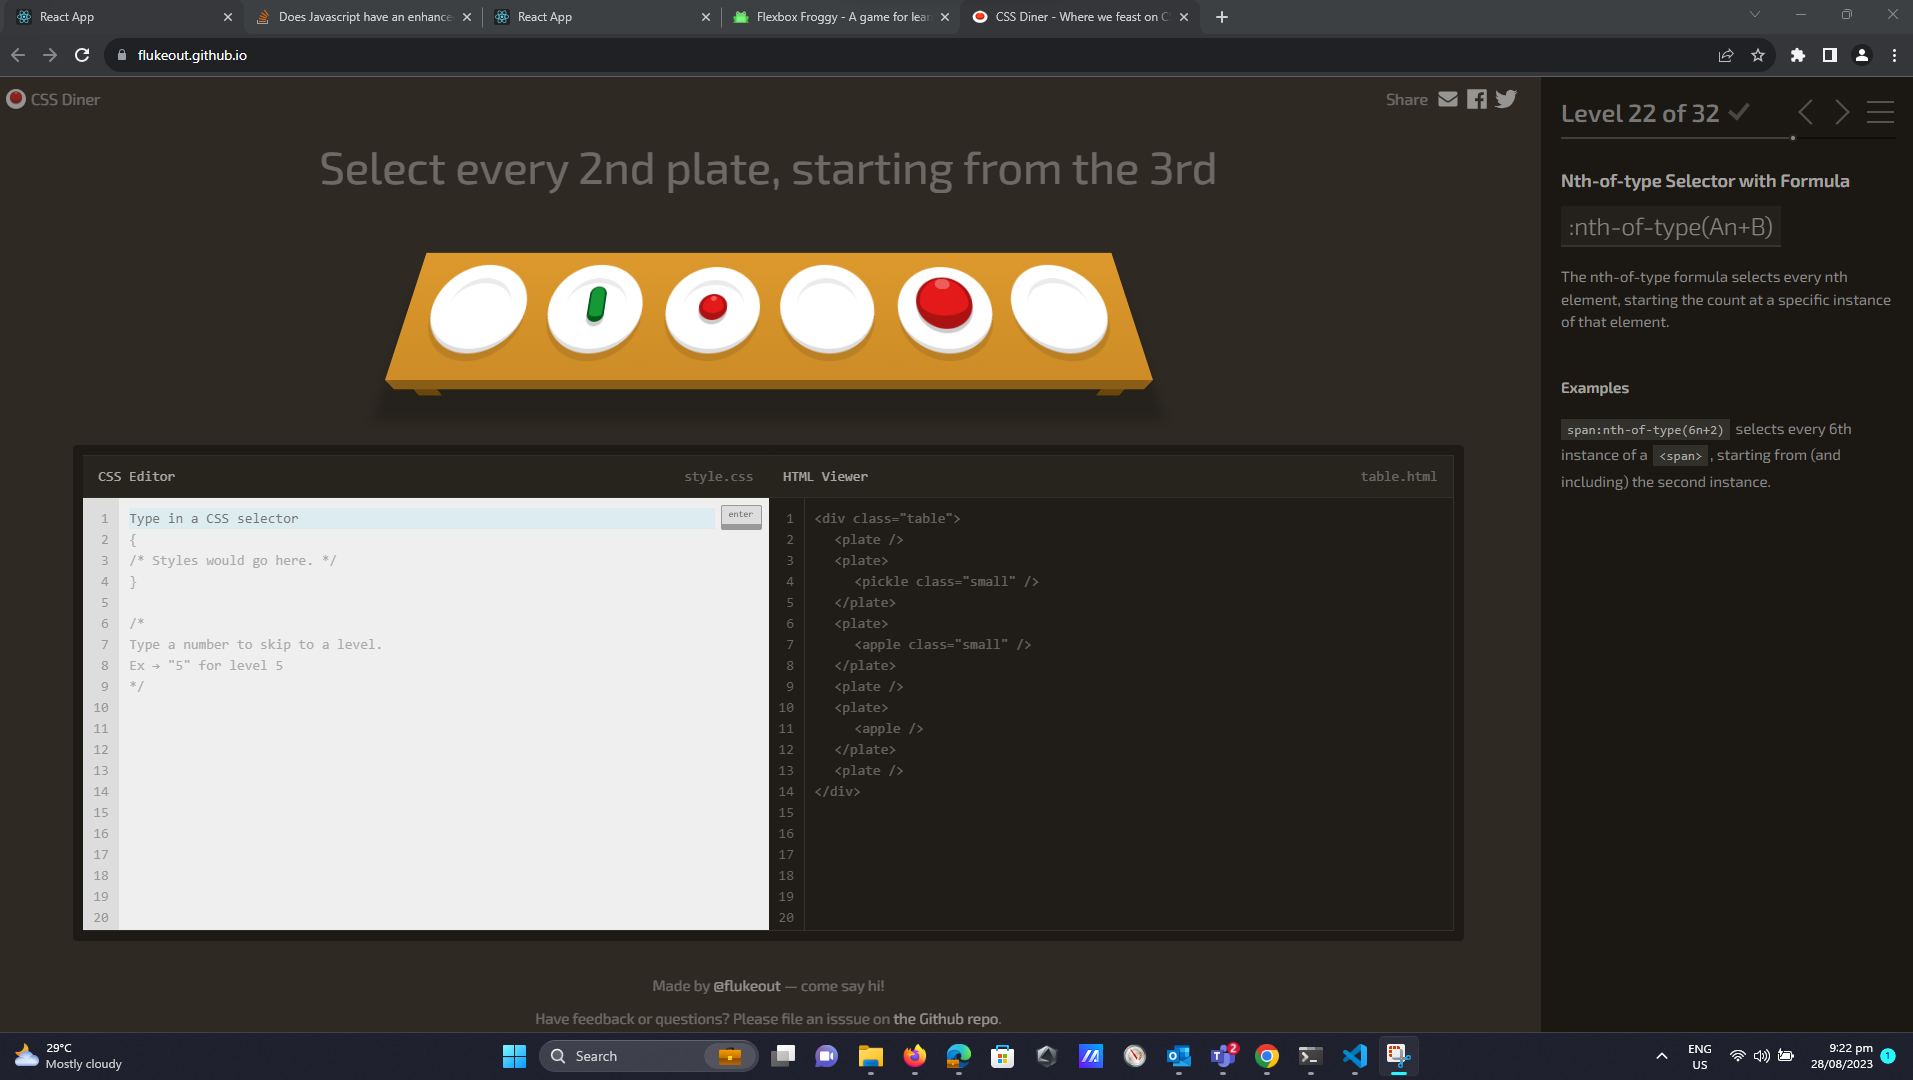 React App
Does Javascript have an enhance
React App
Flexbox Froggy - A game for lear
CSS Diner - Where we feast on C
flukeout.github.io
CSS Diner
Share
Select every 2nd plate, starting from the 3rd
CSS Editor
style.css
1 Type in a CSS selector
enter
2 {
3 /* Styles would go here. */
4 }
5
6 /*
7 Type a number to skip to a level.
8 Ex → "5" for level 5
9 */
10
11
12
13
14
15
16
17
18
19
20
HTML Viewer
table.html
1 <div class="table">
2 <plate />
3 <plate>
4 <pickle class="small" />
5 </plate>
6 <plate>
7 <apple class="small" />
8 </plate>
9 <plate />
10 <plate>
11 <apple />
12 </plate>
13 <plate />
14 </div>
15
16
17
18
19
20
Made by @flukeout — come say hi!
Have feedback or questions? Please file an isssue on the Github repo.
Level 22 of 32
Nth-of-type Selector with Formula
:nth-of-type(An+B)
The nth-of-type formula selects every nth
element, starting the count at a specific instance
of that element.
Examples
span:nth-of-type(6n+2) selects every 6th
instance of a <span>, starting from (and
including) the second instance.
29°C
Mostly cloudy
Search
2
ENG
US
9:22 pm
28/08/2023
1